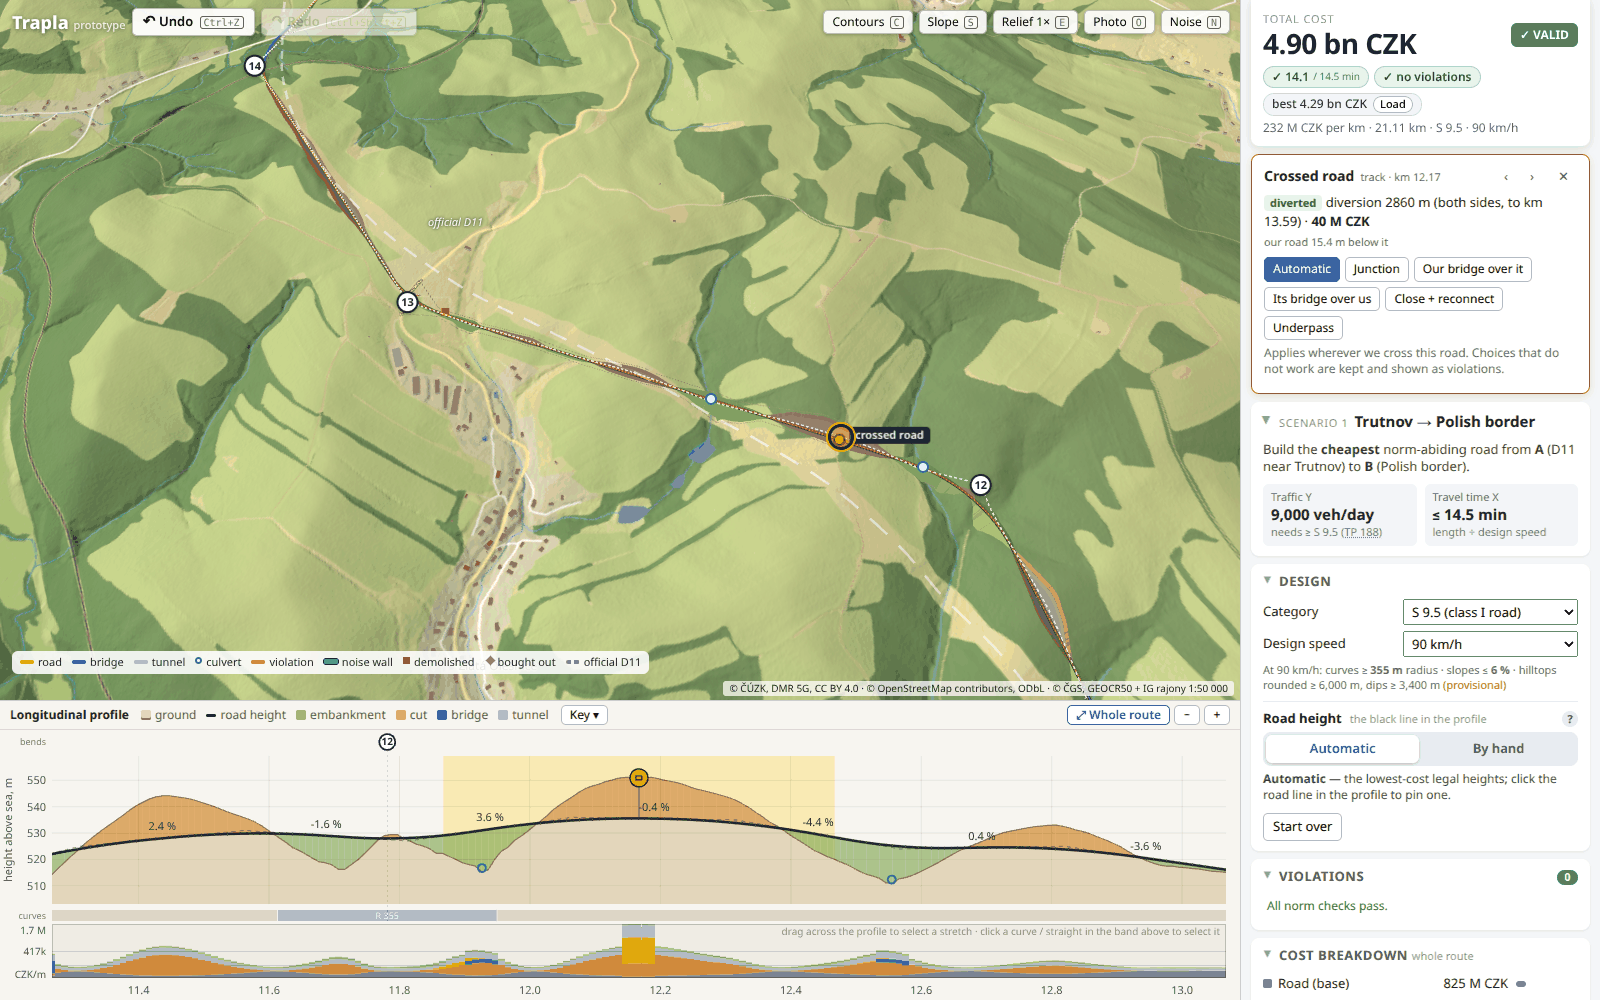 Trapla prototype
↶ Undo Ctrl+Z
Redo
Contours C
Slope S
Relief 1× E
Photo O
Noise N
14
official D11
13
crossed road
12
road
bridge
tunnel
culvert
violation
noise wall
demolished
bought out
official D11
© ČÚZK, DMR 5G, CC BY 4.0 · © OpenStreetMap contributors, ODbL · © ČGS, GEOCR50 + IG rajony 1:50 000
Longitudinal profile
ground
road height
embankment
cut
bridge
tunnel
Key ▾
⤢ Whole route
−
+
bends
12
height above sea, m
550
540
530
520
510
2.4 %
-1.6 %
3.6 %
-0.4 %
-4.4 %
0.4 %
-3.6 %
curves
R 355
1.7 M
417k
CZK/m
drag across the profile to select a stretch · click a curve / straight in the band above to select it
11.4
11.6
11.8
12.0
12.2
12.4
12.6
12.8
13.0
TOTAL COST
4.90 bn CZK
✓ VALID
✓ 14.1 / 14.5 min
✓ no violations
best 4.29 bn CZK Load
232 M CZK per km · 21.11 km · S 9.5 · 90 km/h
Crossed road track · km 12.17
‹ › ✕
diverted diversion 2860 m (both sides, to km
13.59) · 40 M CZK
our road 15.4 m below it
Automatic
Junction
Our bridge over it
Its bridge over us
Close + reconnect
Underpass
Applies wherever we cross this road. Choices that do
not work are kept and shown as violations.
SCENARIO 1 Trutnov → Polish border
Build the cheapest norm-abiding road from A (D11
near Trutnov) to B (Polish border).
Traffic Y
9,000 veh/day
needs ≥ S 9.5 (TP 188)
Travel time X
≤ 14.5 min
length ÷ design speed
DESIGN
Category S 9.5 (class I road)
Design speed 90 km/h
At 90 km/h: curves ≥ 355 m radius · slopes ≤ 6 % · hilltops
rounded ≥ 6,000 m, dips ≥ 3,400 m (provisional)
Road height the black line in the profile ?
Automatic
By hand
Automatic — the lowest-cost legal heights; click the
road line in the profile to pin one.
Start over
VIOLATIONS 0
All norm checks pass.
COST BREAKDOWN whole route
Road (base) 825 M CZK